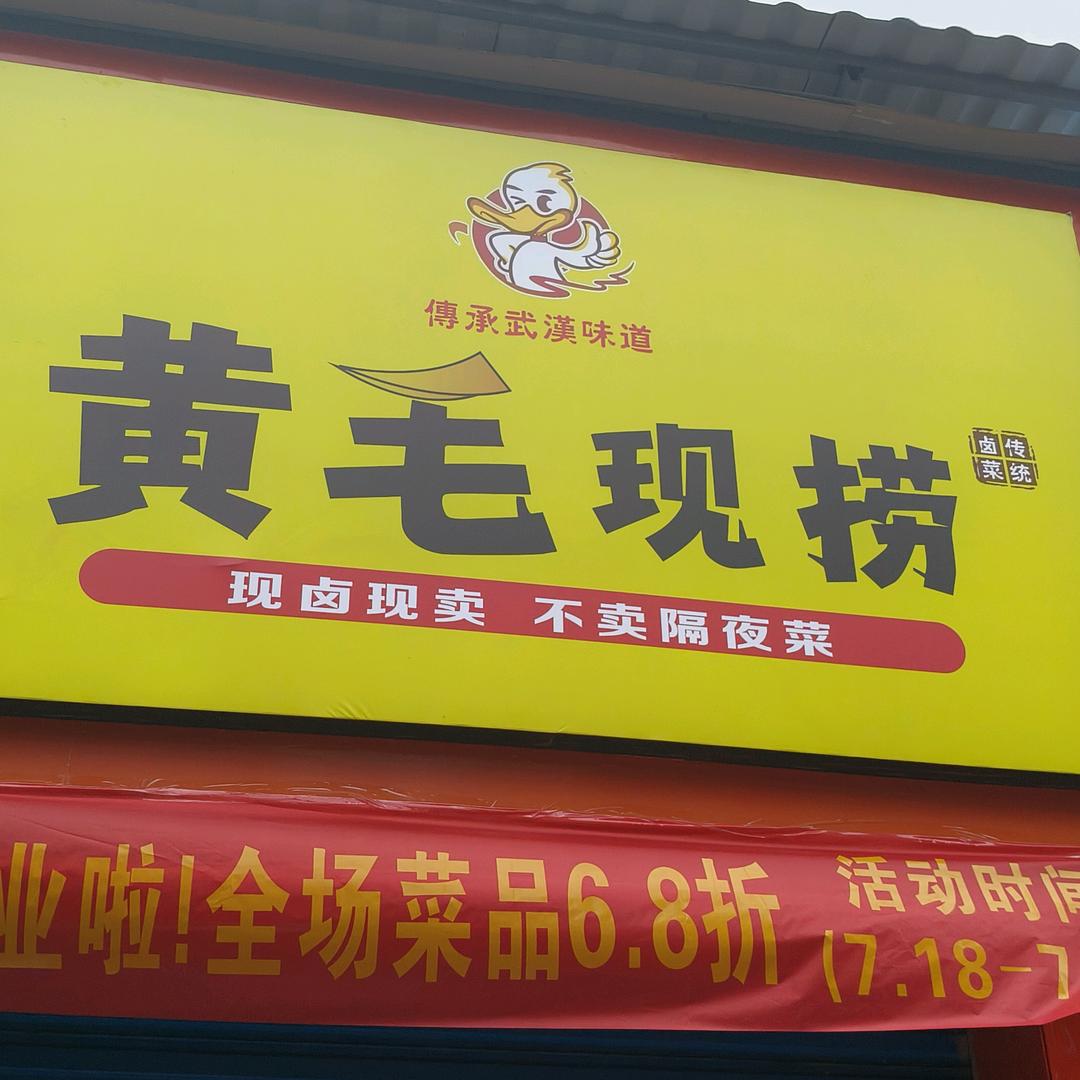 傳承武漢味道
黄毛现捞
传统
卤菜
现卤现卖 不卖隔夜菜
业啦!全场菜品6.8折
活动时间
(7.18-7